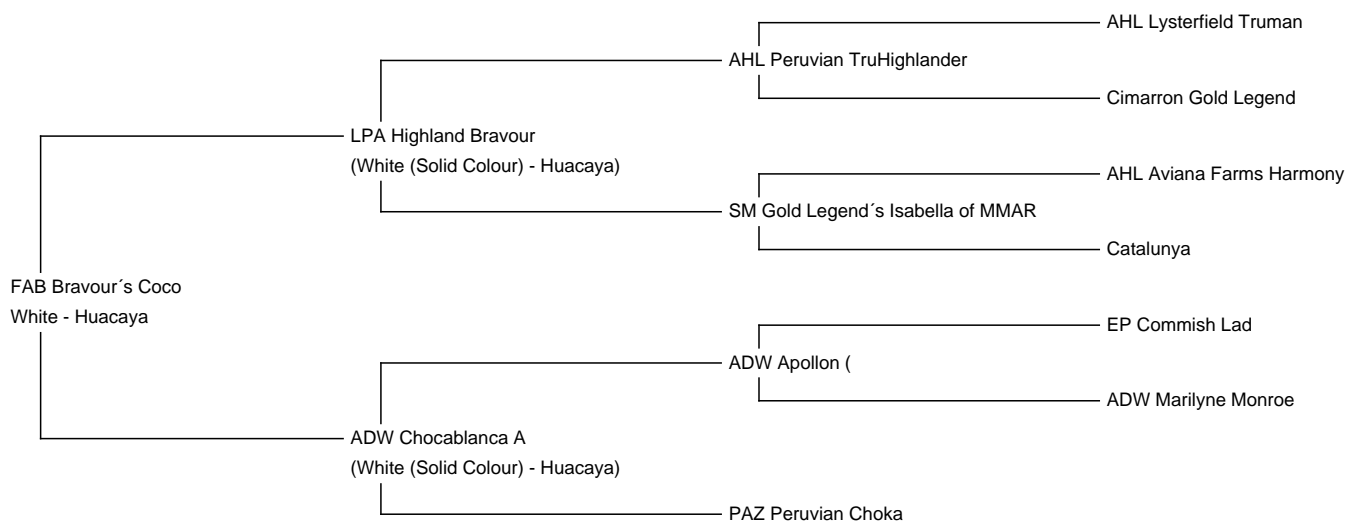 AHL Lysterfield Truman
AHL Peruvian TruHighlander
Cimarron Gold Legend
LPA Highland Bravour
(White (Solid Colour) - Huacaya)
AHL Aviana Farms Harmony
SM Gold Legend´s Isabella of MMAR
Catalunya
FAB Bravour´s Coco
White - Huacaya
EP Commish Lad
ADW Apollon (
ADW Marilyne Monroe
ADW Chocablanca A
(White (Solid Colour) - Huacaya)
PAZ Peruvian Choka